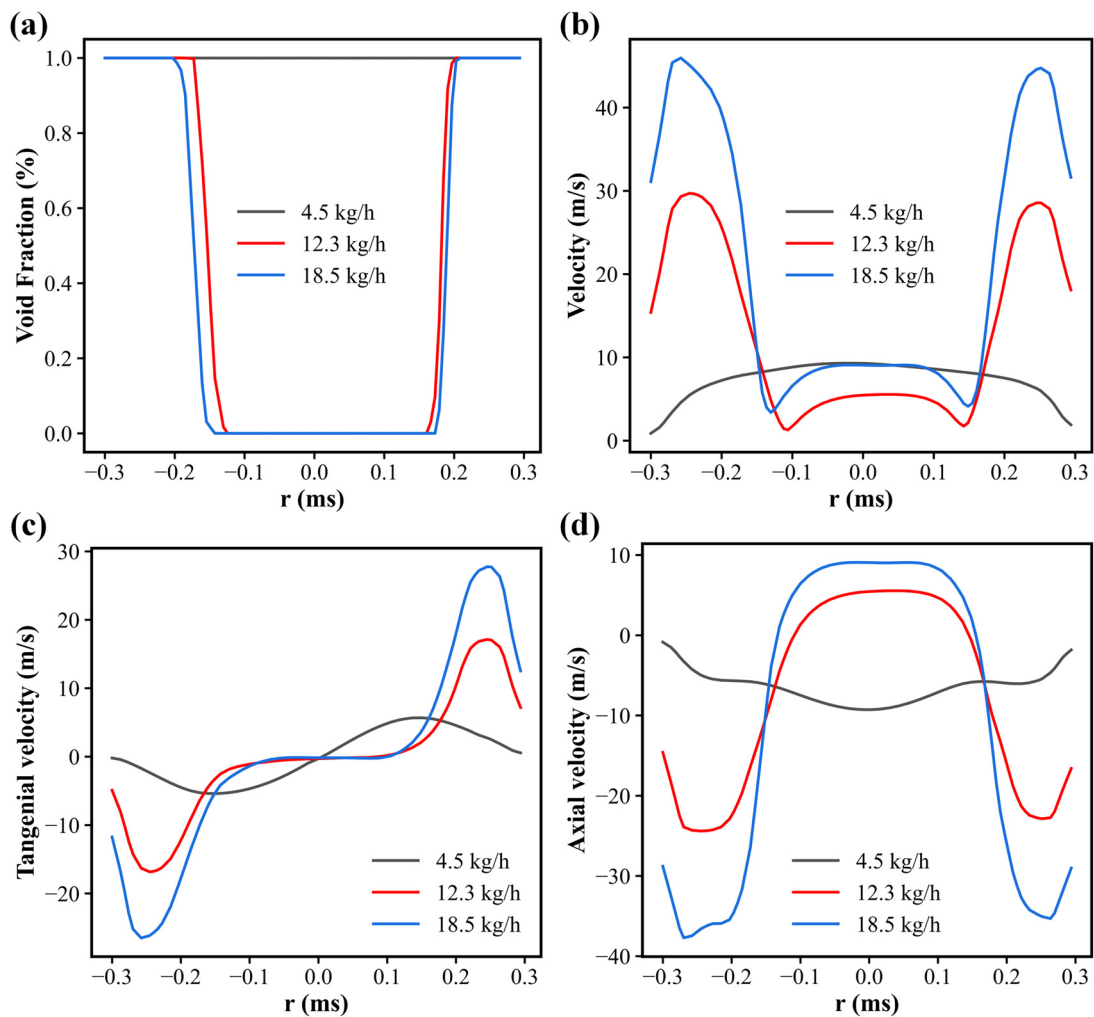 (a)
Void Fraction (%)
1.0
0.8
0.6
0.4
0.2
0.0
4.5 kg/h
12.3 kg/h
18.5 kg/h
−0.3 −0.2 −0.1 0.0 0.1 0.2 0.3
r (ms)
(b)
Velocity (m/s)
40
30
20
10
0
4.5 kg/h
12.3 kg/h
18.5 kg/h
−0.3 −0.2 −0.1 0.0 0.1 0.2 0.3
r (ms)
(c)
Tangenial velocity (m/s)
30
20
10
0
−10
−20
4.5 kg/h
12.3 kg/h
18.5 kg/h
−0.3 −0.2 −0.1 0.0 0.1 0.2 0.3
r (ms)
(d)
Axial velocity (m/s)
10
0
−10
−20
−30
−40
4.5 kg/h
12.3 kg/h
18.5 kg/h
−0.3 −0.2 −0.1 0.0 0.1 0.2 0.3
r (ms)